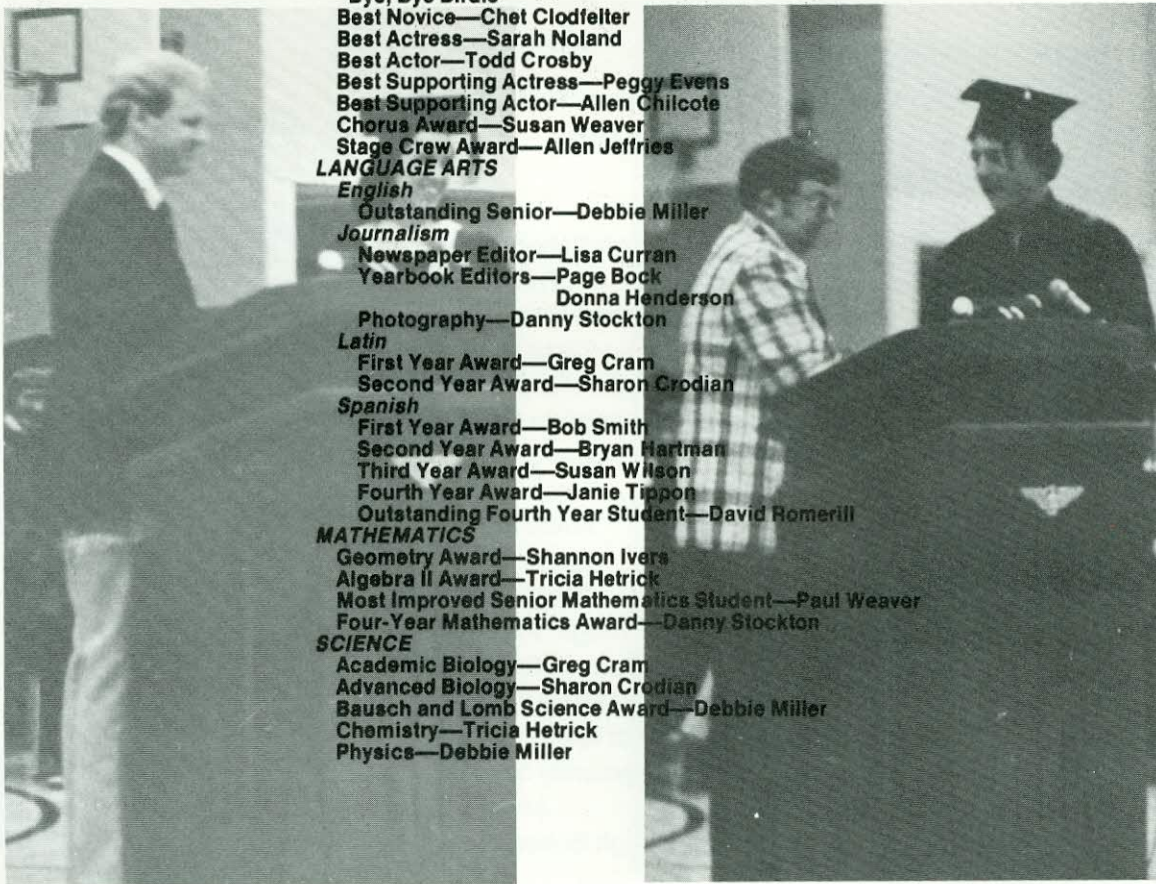 Bye, Bye Birdie
Best Novice—Chet Clodfelter
Best Actress—Sarah Noland
Best Actor—Todd Crosby
Best Supporting Actress—Peggy Evens
Best Supporting Actor—Allen Chilcote
Chorus Award—Susan Weaver
Stage Crew Award—Allen Jeffries
LANGUAGE ARTS
English
Outstanding Senior—Debbie Miller
Journalism
Newspaper Editor—Lisa Curran
Yearbook Editors—Page Bock
Donna Henderson
Photography—Danny Stockton
Latin
First Year Award—Greg Cram
Second Year Award—Sharon Crodian
Spanish
First Year Award—Bob Smith
Second Year Award—Bryan Hartman
Third Year Award—Susan Wilson
Fourth Year Award—Janie Tippon
Outstanding Fourth Year Student—David Romerill
MATHEMATICS
Geometry Award—Shannon Ivers
Algebra II Award—Tricia Hetrick
Most Improved Senior Mathematics Student—Paul Weaver
Four-Year Mathematics Award—Danny Stockton
SCIENCE
Academic Biology—Greg Cram
Advanced Biology—Sharon Crodian
Bausch and Lomb Science Award—Debbie Miller
Chemistry—Tricia Hetrick
Physics—Debbie Miller